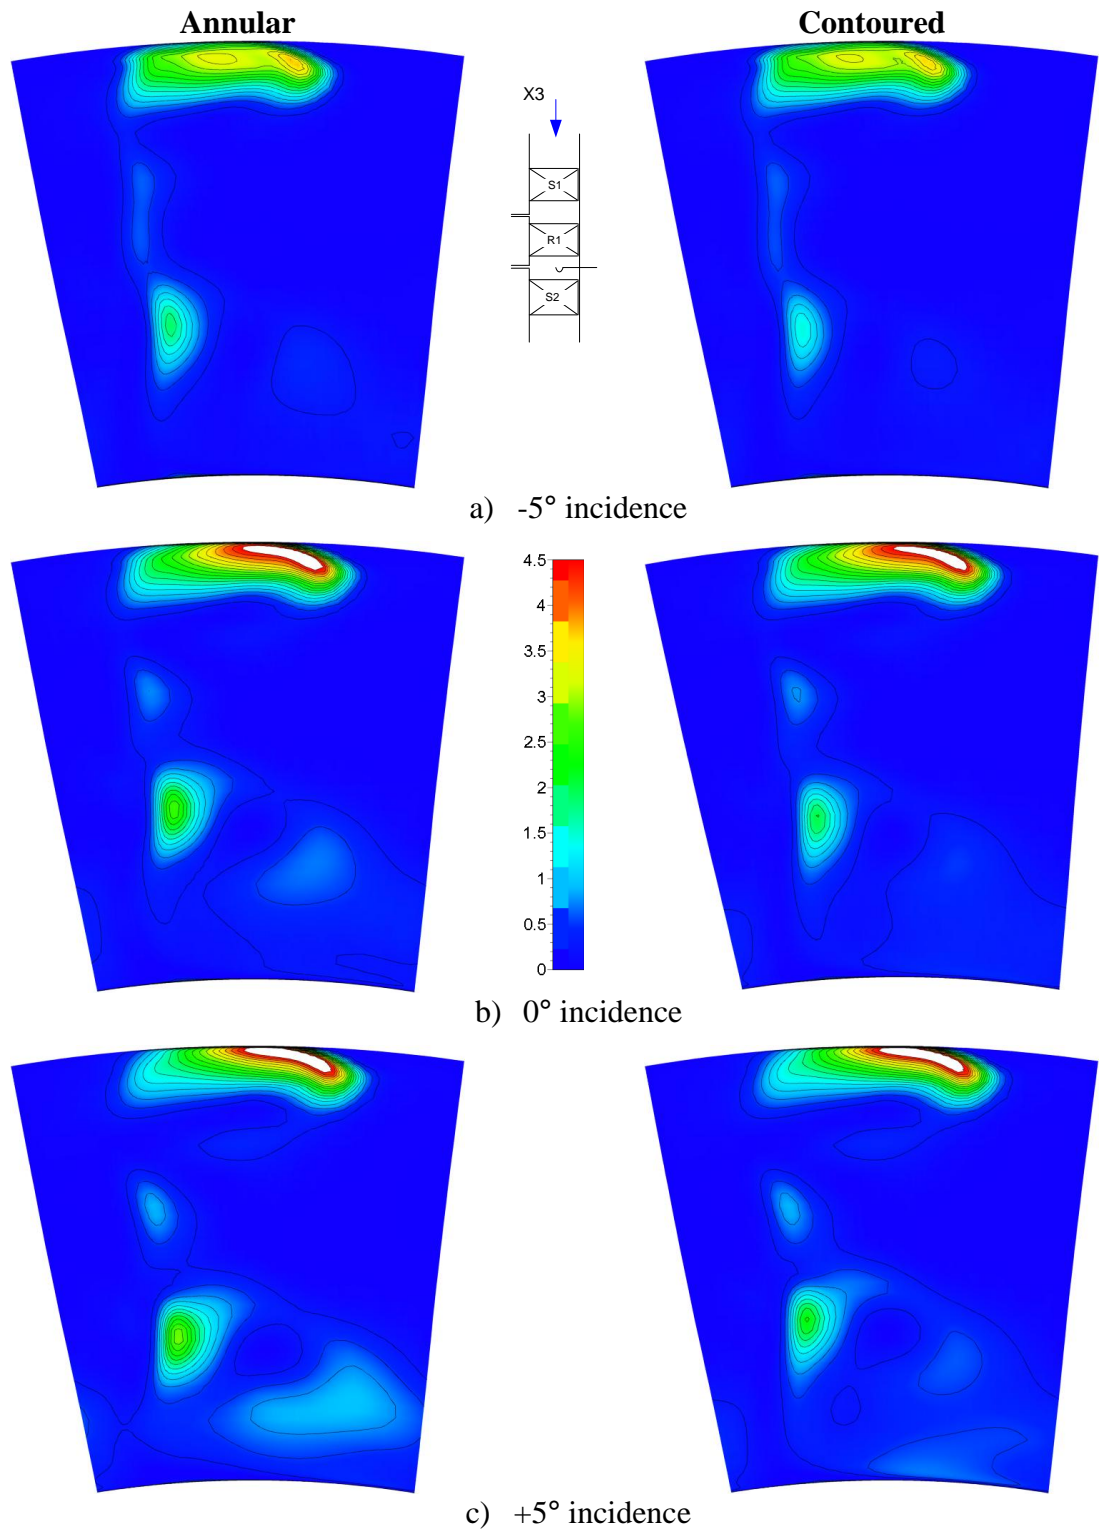 Annular
Contoured
X3
S1
R1
S2
a) -5° incidence
4.5
4
3.5
3
2.5
2
1.5
1
0.5
0
b) 0° incidence
c) +5° incidence